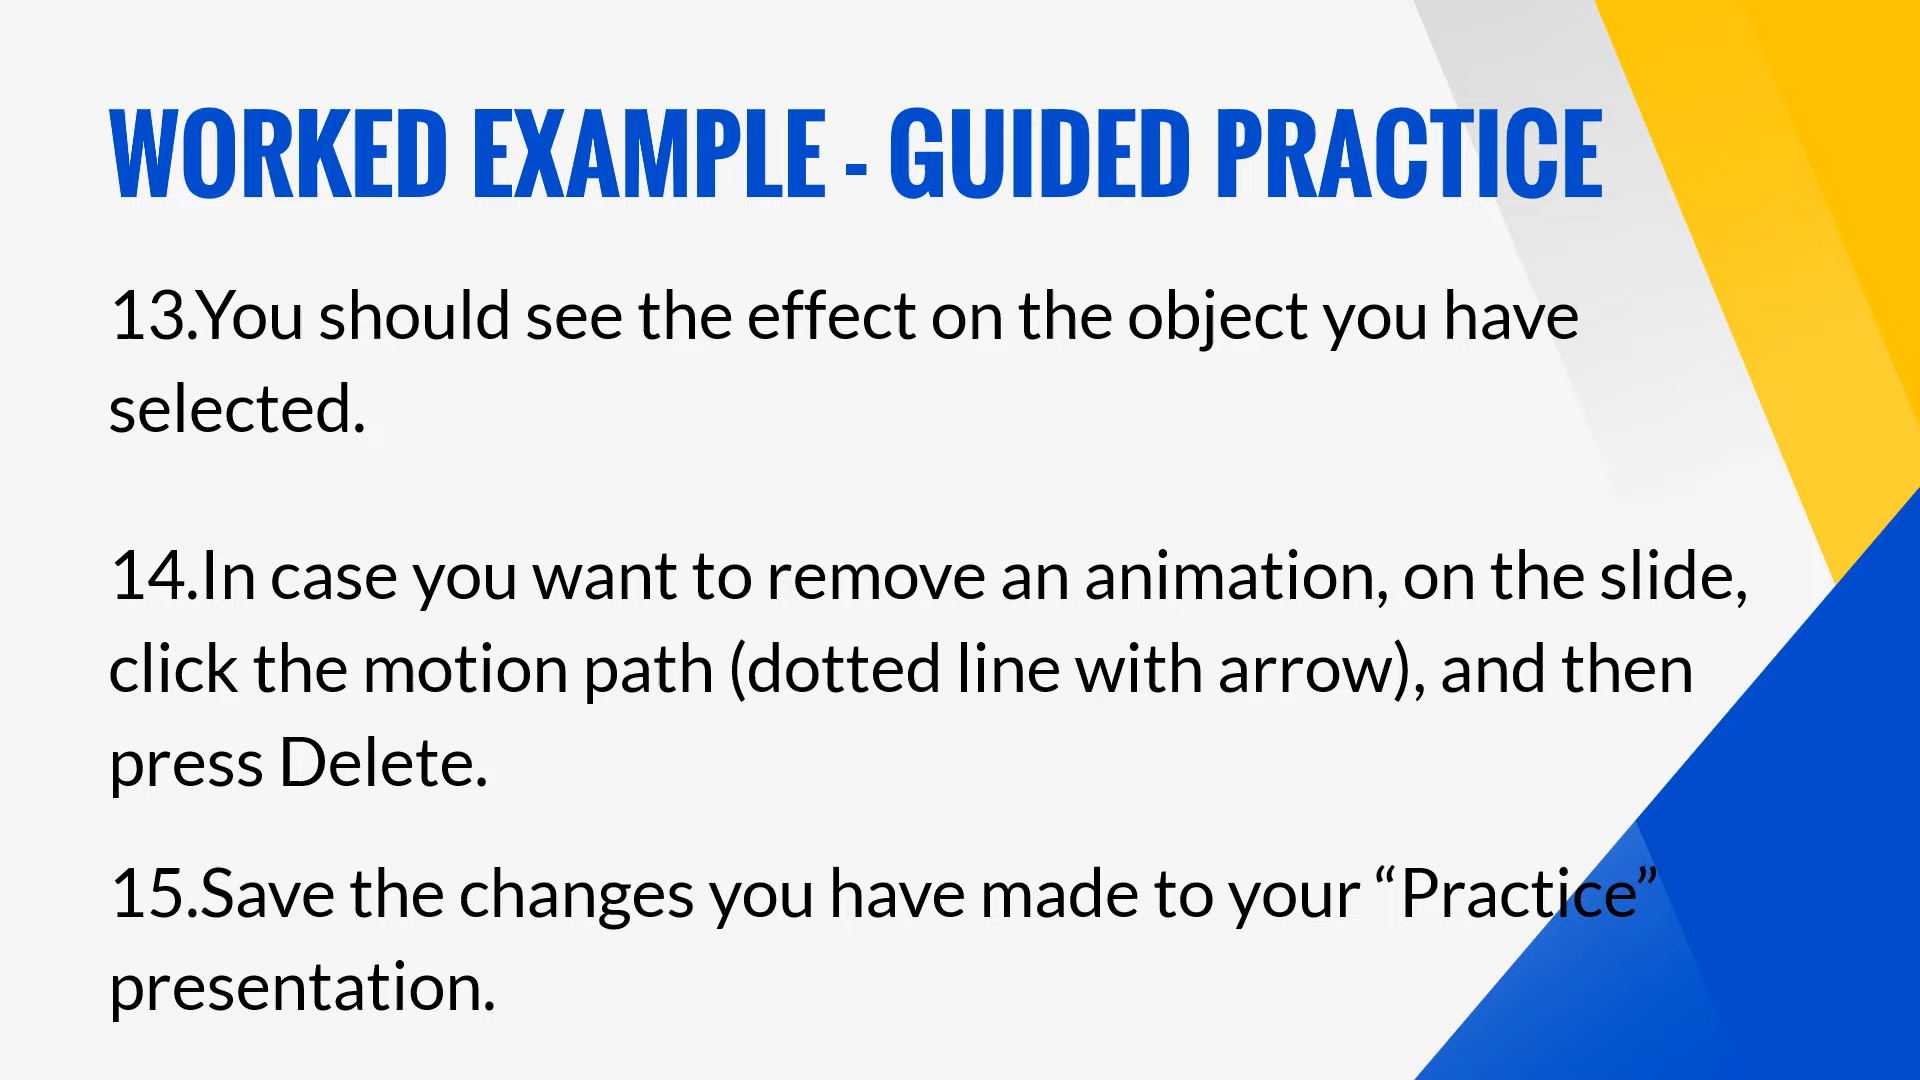 WORKED EXAMPLE - GUIDED PRACTICE
13.You should see the effect on the object you have
selected.
14.In case you want to remove an animation, on the slide,
click the motion path (dotted line with arrow), and then
press Delete.
15.Save the changes you have made to your “Practice”
presentation.